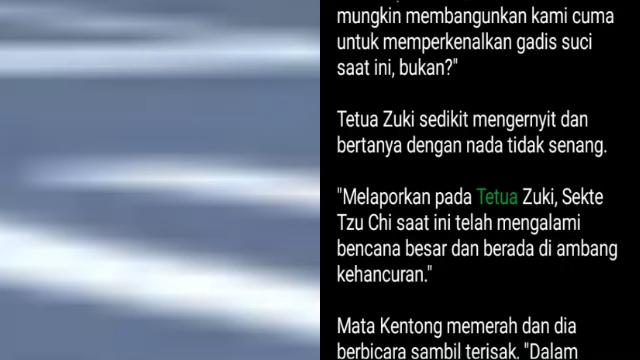 mungkin membangunkan kami cuma
untuk memperkenalkan gadis suci
saat ini, bukan?"
Tetua Zuki sedikit mengernyit dan
bertanya dengan nada tidak senang.
"Melaporkan pada Tetua Zuki, Sekte
Tzu Chi saat ini telah mengalami
bencana besar dan berada di ambang
kehancuran."
Mata Kentong memerah dan dia
berbicara sambil terisak. "Dalam